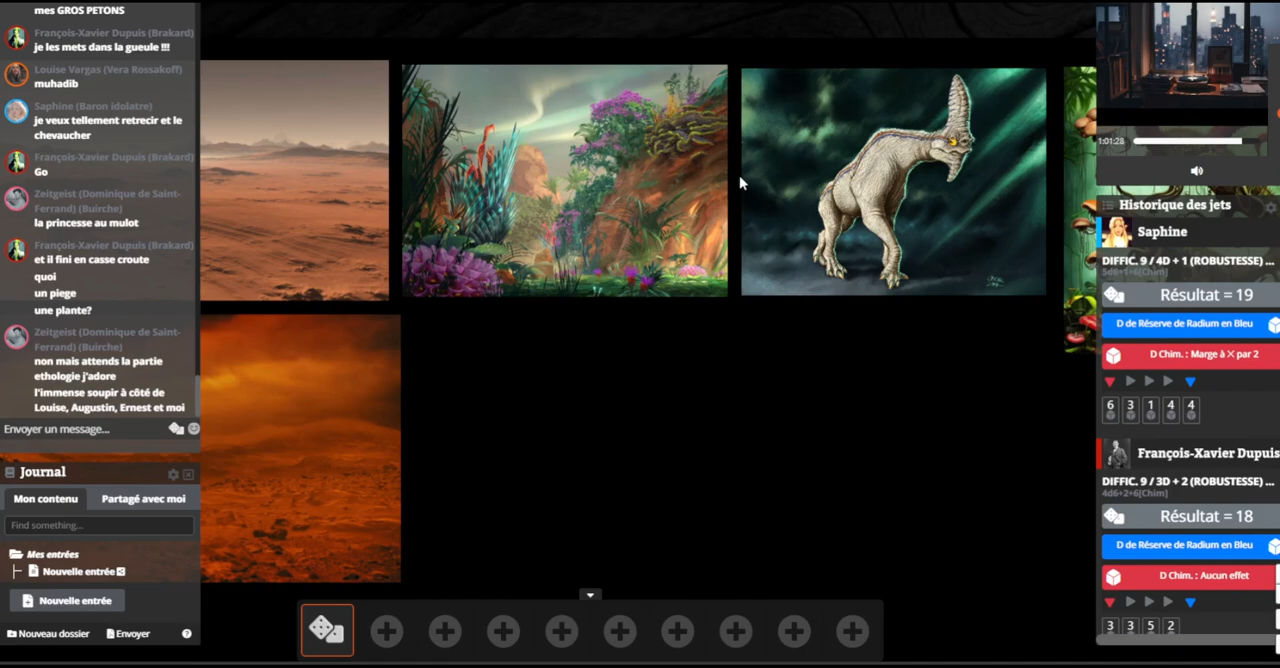 mes GROS PETONS
François-Xavier Dupuis (Brakard)
je les mets dans la gueule !!!
Louise Vargas (Vera Rossakoff)
muhadib
Saphine (Baron idolatre)
je veux tellement retrecir et le
chevaucher
François-Xavier Dupuis (Brakard)
Go
Zeitgeist (Dominique de Saint-
Ferrand) (Buirche)
la princesse au mulot
François-Xavier Dupuis (Brakard)
et il fini en casse croute
quoi
un piege
une plante?
Zeitgeist (Dominique de Saint-
Ferrand) (Buirche)
non mais attends la partie
ethologie j'adore
l'immense soupir à côté de
Louise, Augustin, Ernest et moi
Envoyer un message...
Journal
Mon contenu
Partagé avec moi
Find something...
Mes entrées
Nouvelle entrée
Nouvelle entrée
Nouveau dossier
Envoyer
?
1:01:28
Historique des jets
Saphine
DIFFIC. 9 / 4D + 1 (ROBUSTESSE) ...
5d6+1+6[Chim]
Résultat = 19
D de Réserve de Radium en Bleu
D Chim. : Marge à X par 2
6 3 1 4 4
François-Xavier Dupuis
DIFFIC. 9 / 3D + 2 (ROBUSTESSE) ...
4d6+2+6[Chim]
Résultat = 18
D de Réserve de Radium en Bleu
D Chim. : Aucun effet
3 3 5 2